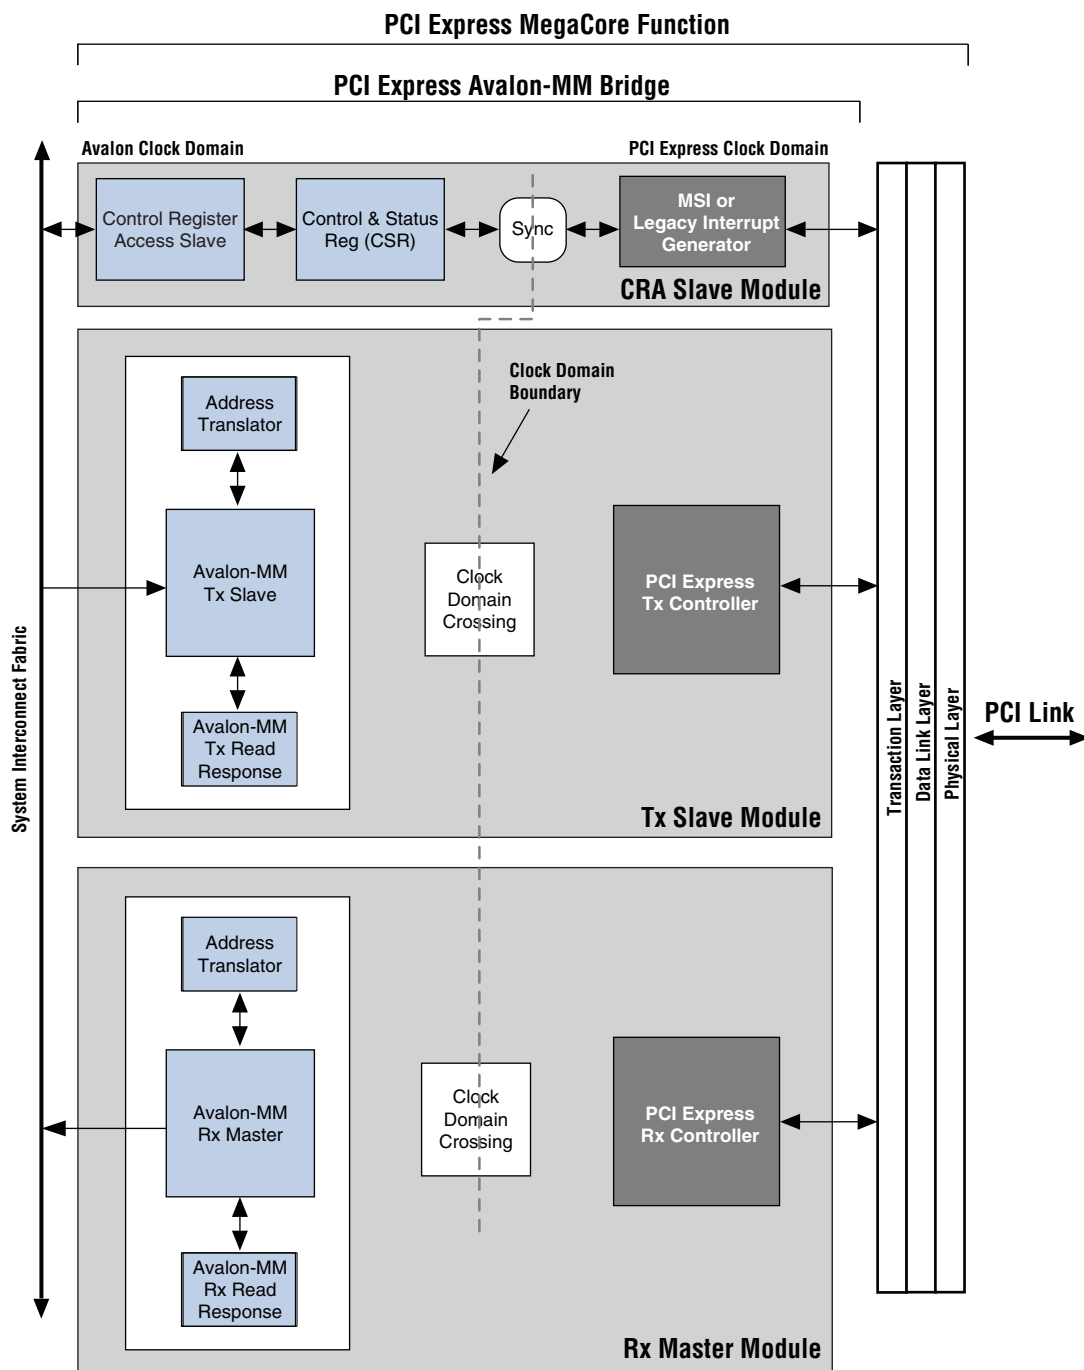 PCI Express MegaCore Function
PCI Express Avalon-MM Bridge
Avalon Clock Domain
PCI Express Clock Domain
Control Register
Access Slave
Control & Status
Reg (CSR)
Sync
MSI or
Legacy Interrupt
Generator
CRA Slave Module
Clock Domain
Boundary
Address
Translator
Avalon-MM
Tx Slave
Clock
Domain
Crossing
PCI Express
Tx Controller
Avalon-MM
Tx Read
Response
Tx Slave Module
System Interconnect Fabric
Transaction Layer
Data Link Layer
Physical Layer
PCI Link
Address
Translator
Avalon-MM
Rx Master
Clock
Domain
Crossing
PCI Express
Rx Controller
Avalon-MM
Rx Read
Response
Rx Master Module